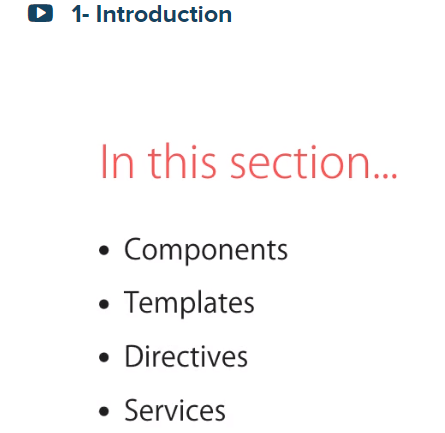 1- Introduction
In this section...
• Components
• Templates
• Directives
• Services